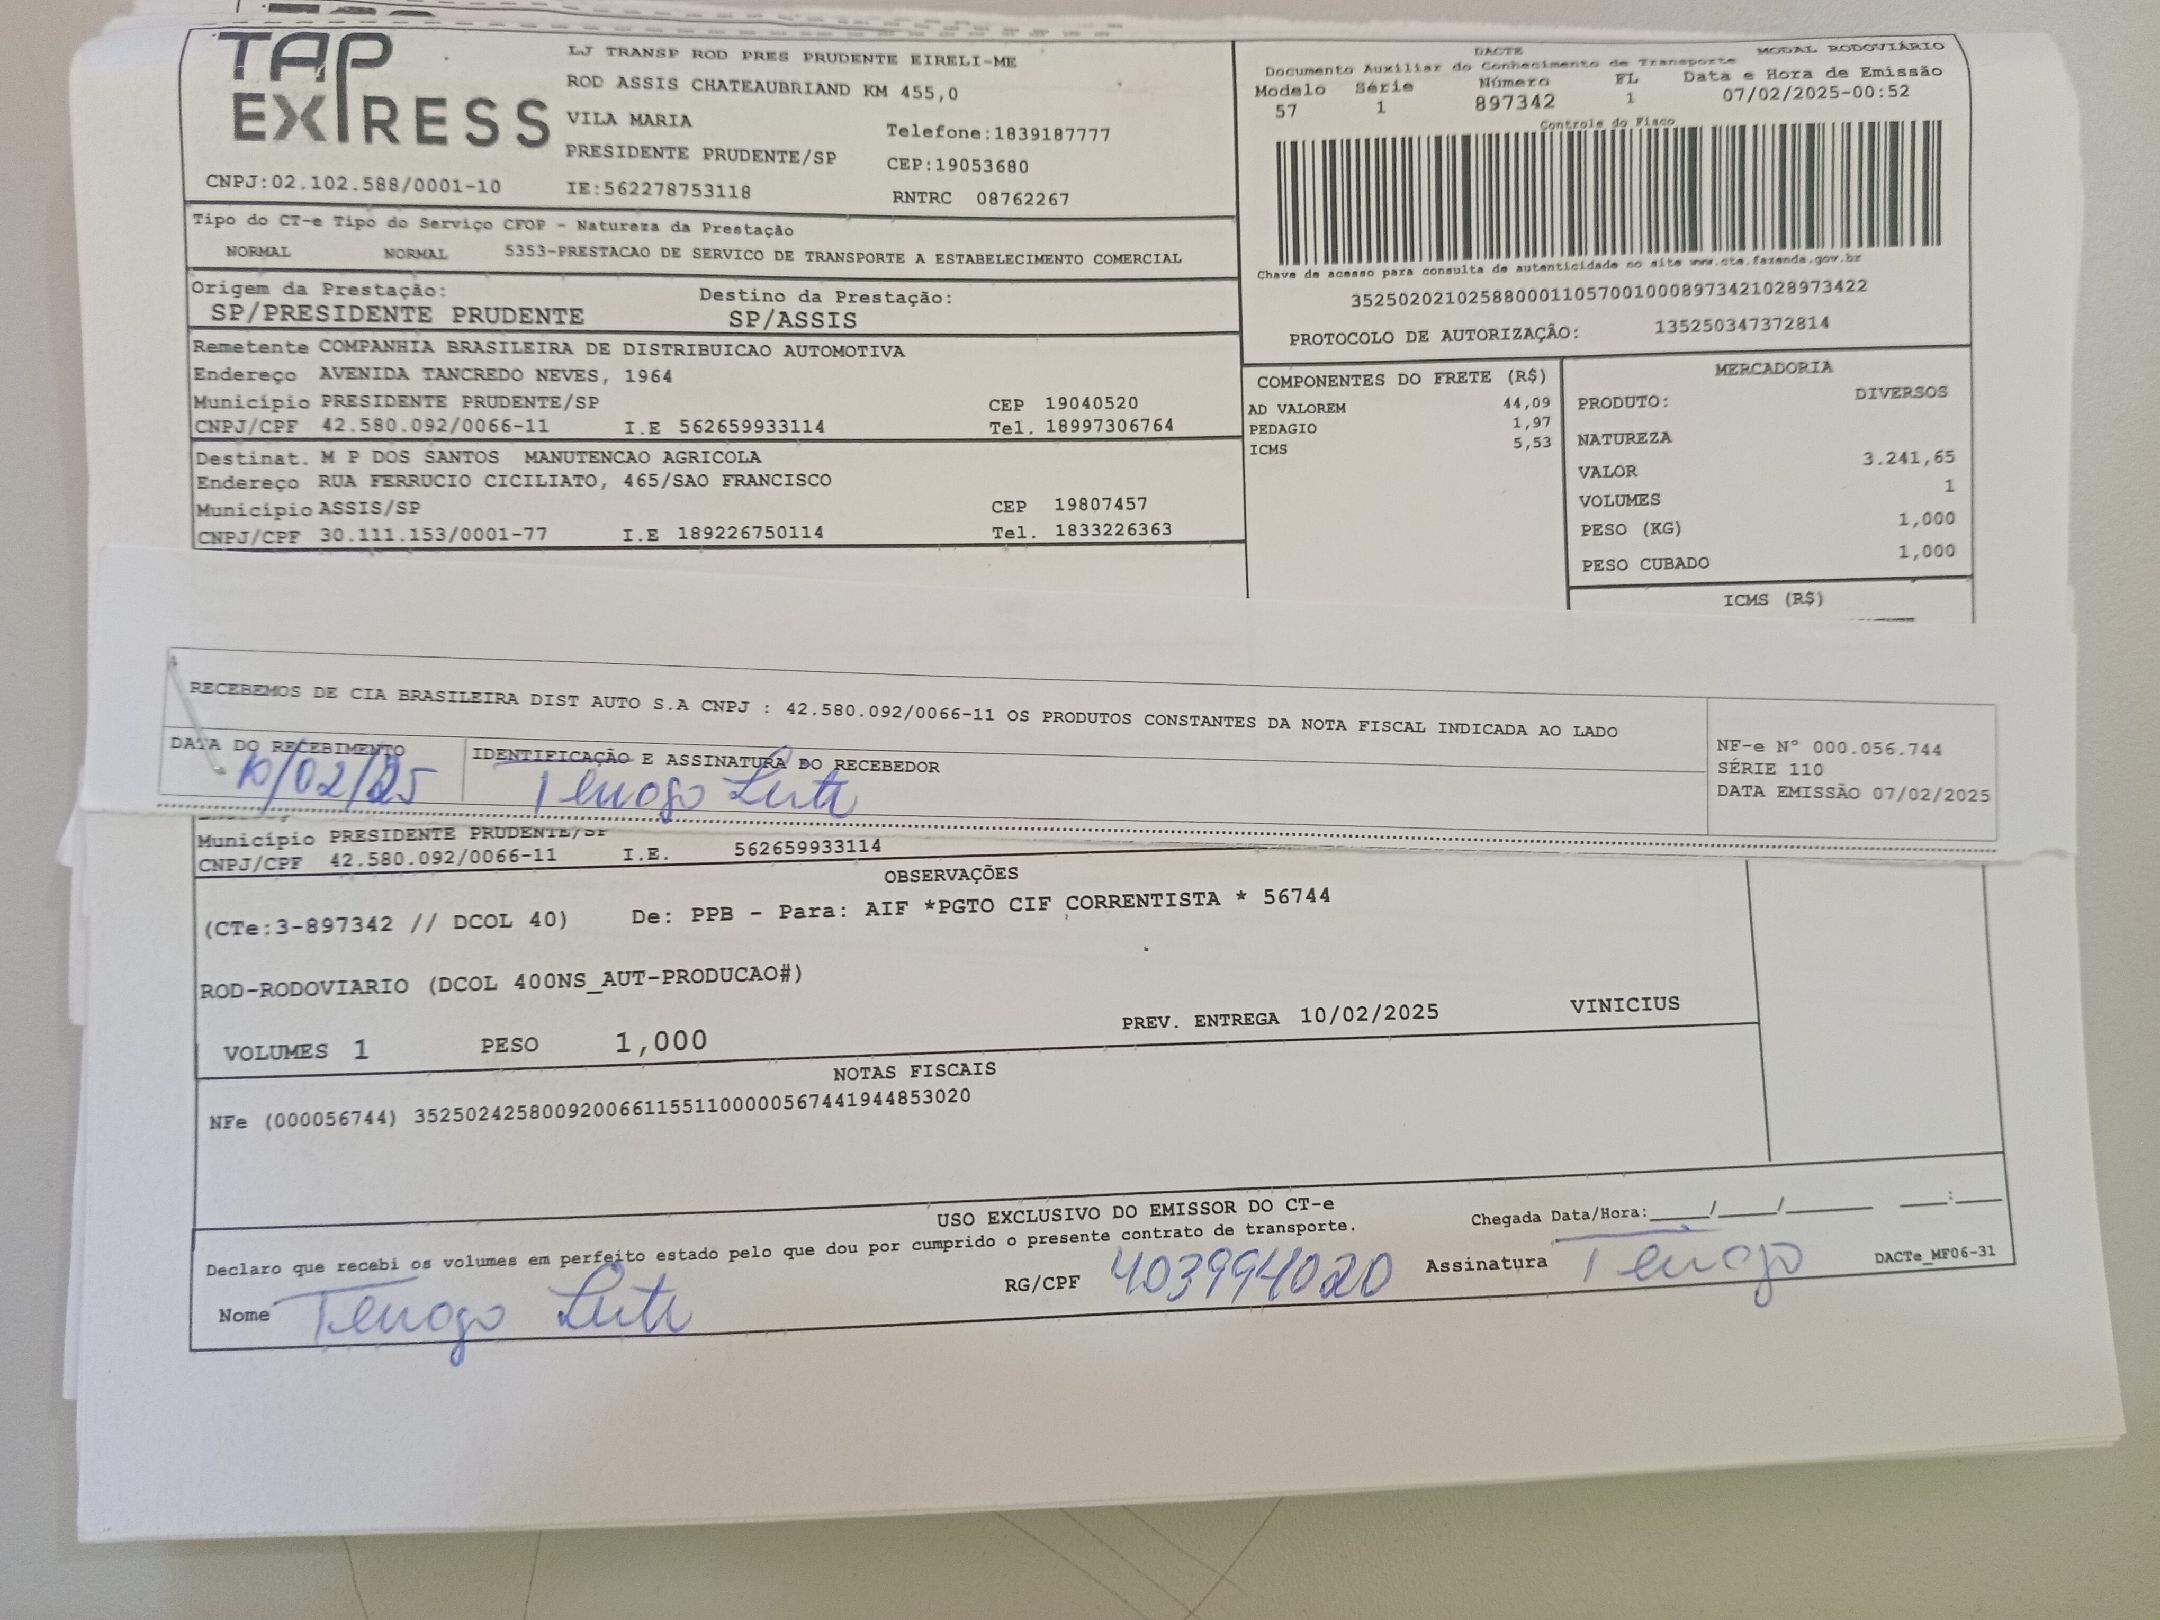 TAP EXPRESS
CNPJ:02.102.588/0001-10
LJ TRANSP ROD PRES PRUDENTE EIRELI-ME
ROD ASSIS CHATEAUBRIAND KM 455,0
VILA MARIA
Telefone:1839187777
PRESIDENTE PRUDENTE/SP
CEP:19053680
IE:562278753118
RNTRC 08762267
DACTE
MODAL RODOVIÁRIO
Documento Auxiliar do Conhecimento de Transporte
Modelo Série Número FL Data e Hora de Emissão
57 1 897342 1 07/02/2025-00:52
Controle do Fisco
Chave de acesso para consulta de autenticidade no site www.cte.fazenda.gov.br
35250202102588000110570010008973421028973422
PROTOCOLO DE AUTORIZAÇÃO: 135250347372814
Tipo do CT-e Tipo do Serviço CFOP - Natureza da Prestação
NORMAL NORMAL 5353-PRESTACAO DE SERVICO DE TRANSPORTE A ESTABELECIMENTO COMERCIAL
Origem da Prestação: Destino da Prestação:
SP/PRESIDENTE PRUDENTE SP/ASSIS
Remetente COMPANHIA BRASILEIRA DE DISTRIBUICAO AUTOMOTIVA
Endereço AVENIDA TANCREDO NEVES, 1964
Município PRESIDENTE PRUDENTE/SP CEP 19040520
CNPJ/CPF 42.580.092/0066-11 I.E 562659933114 Tel. 18997306764
Destinat. M P DOS SANTOS MANUTENCAO AGRICOLA
Endereço RUA FERRUCIO CICILIATO, 465/SAO FRANCISCO
Município ASSIS/SP CEP 19807457
CNPJ/CPF 30.111.153/0001-77 I.E 189226750114 Tel. 1833226363
COMPONENTES DO FRETE (R$)
AD VALOREM 44,09
PEDAGIO 1,97
ICMS 5,53
MERCADORIA
PRODUTO: DIVERSOS
NATUREZA
VALOR 3.241,65
VOLUMES 1
PESO (KG) 1,000
PESO CUBADO 1,000
ICMS (R$)
RECEBEMOS DE CIA BRASILEIRA DIST AUTO S.A CNPJ : 42.580.092/0066-11 OS PRODUTOS CONSTANTES DA NOTA FISCAL INDICADA AO LADO
DATA DO RECEBIMENTO
10/02/25
IDENTIFICAÇÃO E ASSINATURA DO RECEBEDOR
NF-e N° 000.056.744
SÉRIE 110
DATA EMISSÃO 07/02/2025
Município PRESIDENTE PRUDENTE/SP
CNPJ/CPF 42.580.092/0066-11 I.E. 562659933114
OBSERVAÇÕES
(CTe:3-897342 // DCOL 40) De: PPB - Para: AIF *PGTO CIF CORRENTISTA * 56744
ROD-RODOVIARIO (DCOL 400NS_AUT-PRODUCAO#)
PREV. ENTREGA 10/02/2025 VINICIUS
VOLUMES 1 PESO 1,000
NOTAS FISCAIS
NFe (000056744) 35250242580092006611551100000567441944853020
USO EXCLUSIVO DO EMISSOR DO CT-e
Declaro que recebi os volumes em perfeito estado pelo que dou por cumprido o presente contrato de transporte.
Chegada Data/Hora:____/____/______ ___:___
Nome
RG/CPF 403994020
Assinatura
DACTe_MF06-31